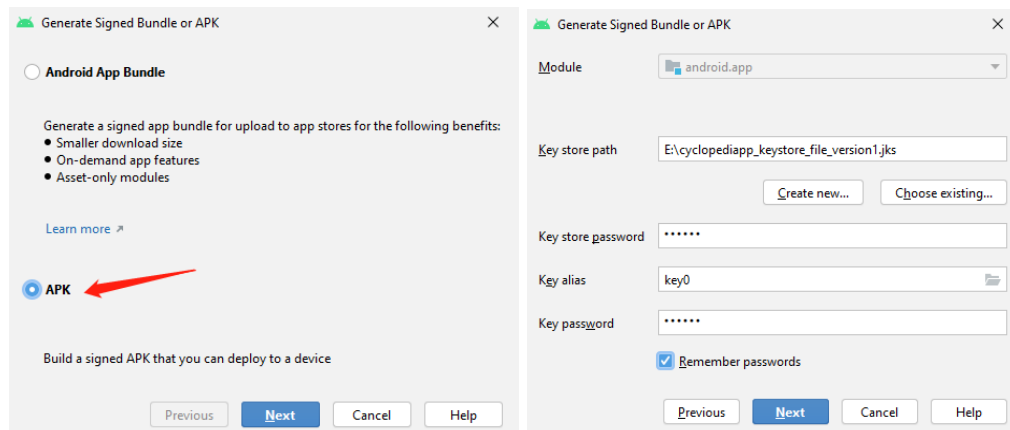 Generate Signed Bundle or APK
Android App Bundle
Generate a signed app bundle for upload to app stores for the following benefits:
• Smaller download size
• On-demand app features
• Asset-only modules
Learn more ↗
APK
Build a signed APK that you can deploy to a device
Previous
Next
Cancel
Help
Generate Signed Bundle or APK
Module
android.app
Key store path
E:\cyclopediapp_keystore_file_version1.jks
Create new...
Choose existing...
Key store password
••••••
Key alias
key0
Key password
••••••
Remember passwords
Previous
Next
Cancel
Help